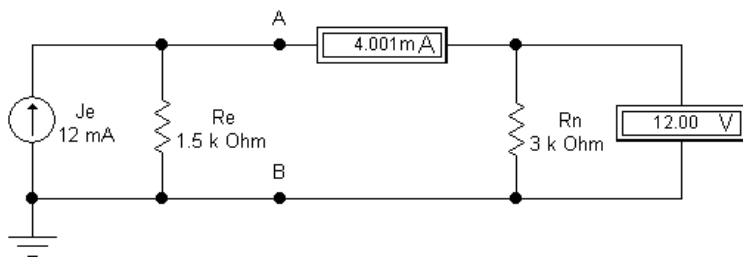 A
4.001m A
Je
12 mA
Re
1.5 k Ohm
Rn
3 k Ohm
12.00 V
B